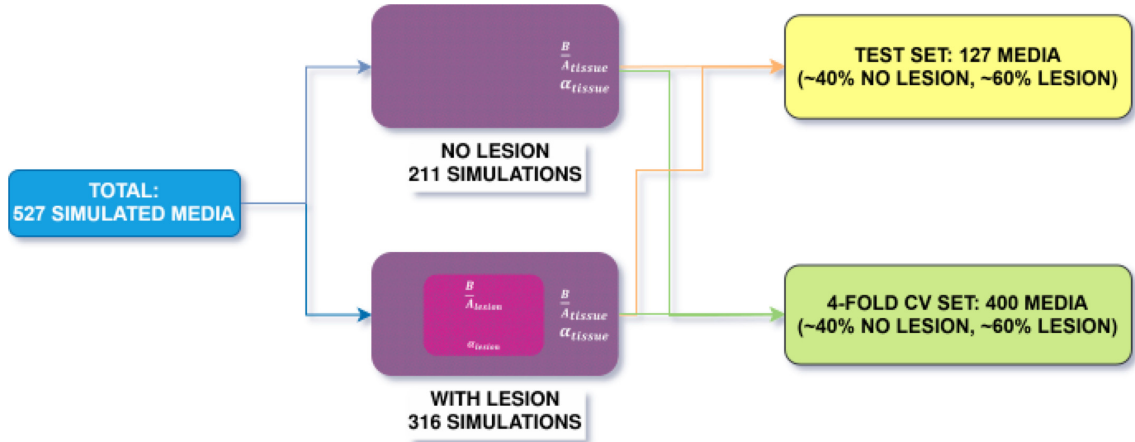 TOTAL:
527 SIMULATED MEDIA
B
A tissue
α tissue
NO LESION
211 SIMULATIONS
B
A lesion
α lesion
B
A tissue
α tissue
WITH LESION
316 SIMULATIONS
TEST SET: 127 MEDIA
(~40% NO LESION, ~60% LESION)
4-FOLD CV SET: 400 MEDIA
(~40% NO LESION, ~60% LESION)